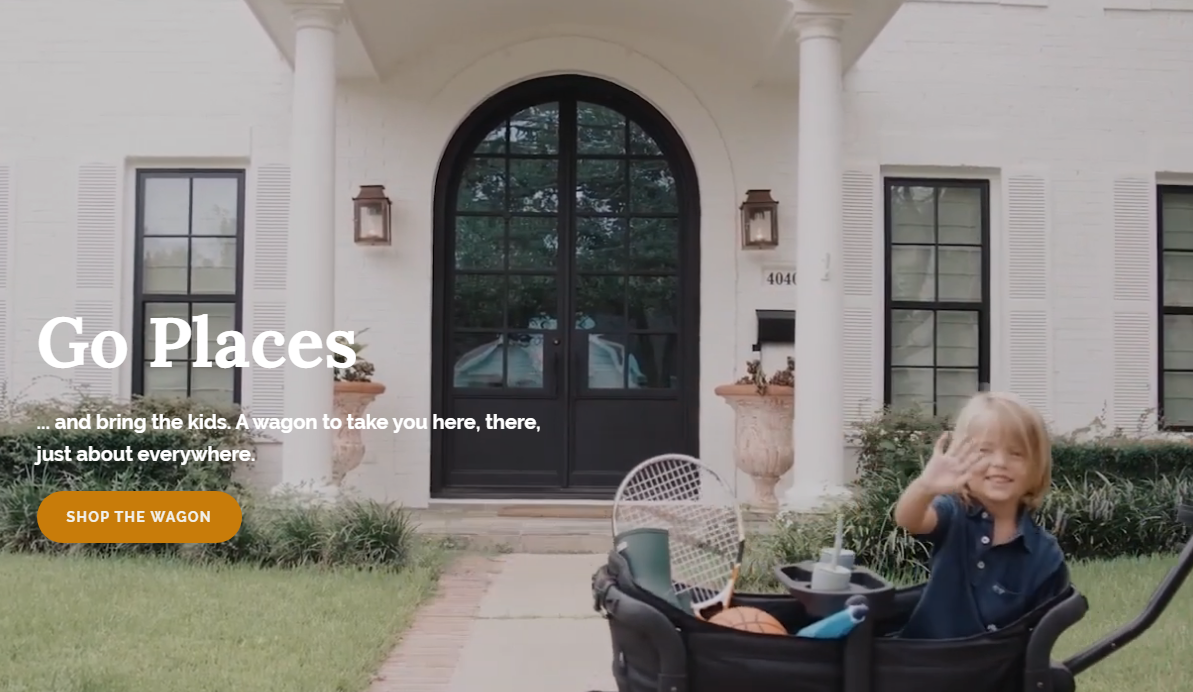 4040
Go Places
... and bring the kids. A wagon to take you here, there,
just about everywhere.
SHOP THE WAGON